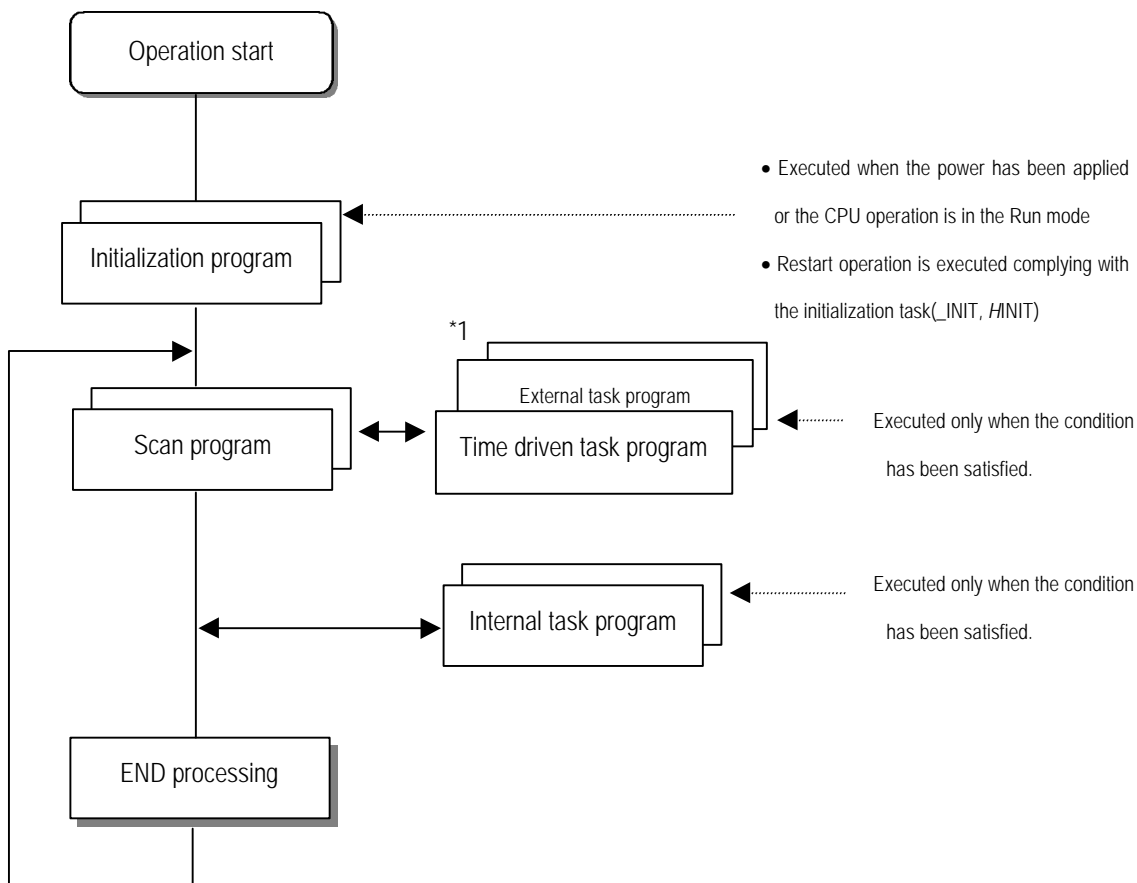 Operation start
• Executed when the power has been applied
or the CPU operation is in the Run mode
• Restart operation is executed complying with
the initialization task(_INIT, HINIT)
Initialization program
*1
External task program
Time driven task program
Scan program
Executed only when the condition
has been satisfied.
Internal task program
Executed only when the condition
has been satisfied.
END processing